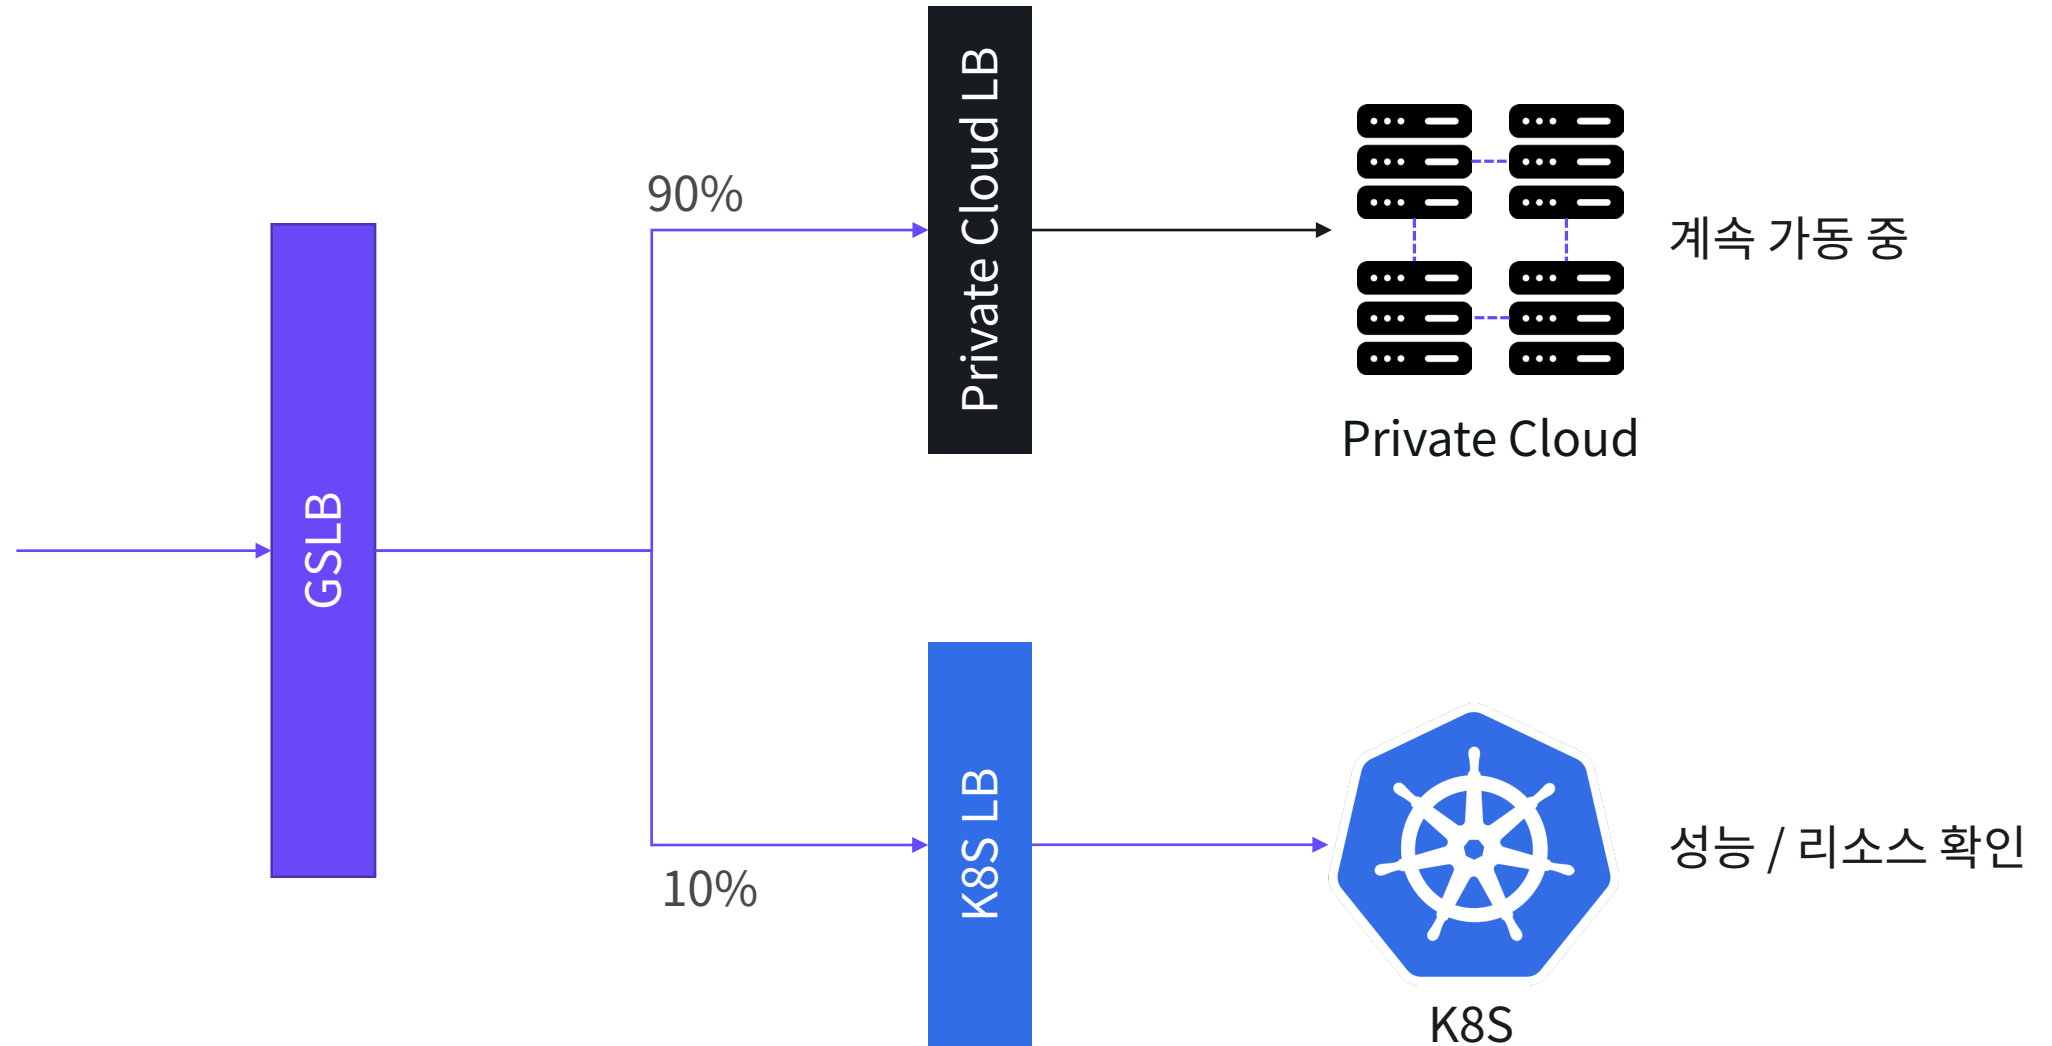 Private Cloud LB
90%
계속 가동 중
Private Cloud
GSLB
K8S LB
10%
성능 / 리소스 확인
K8S